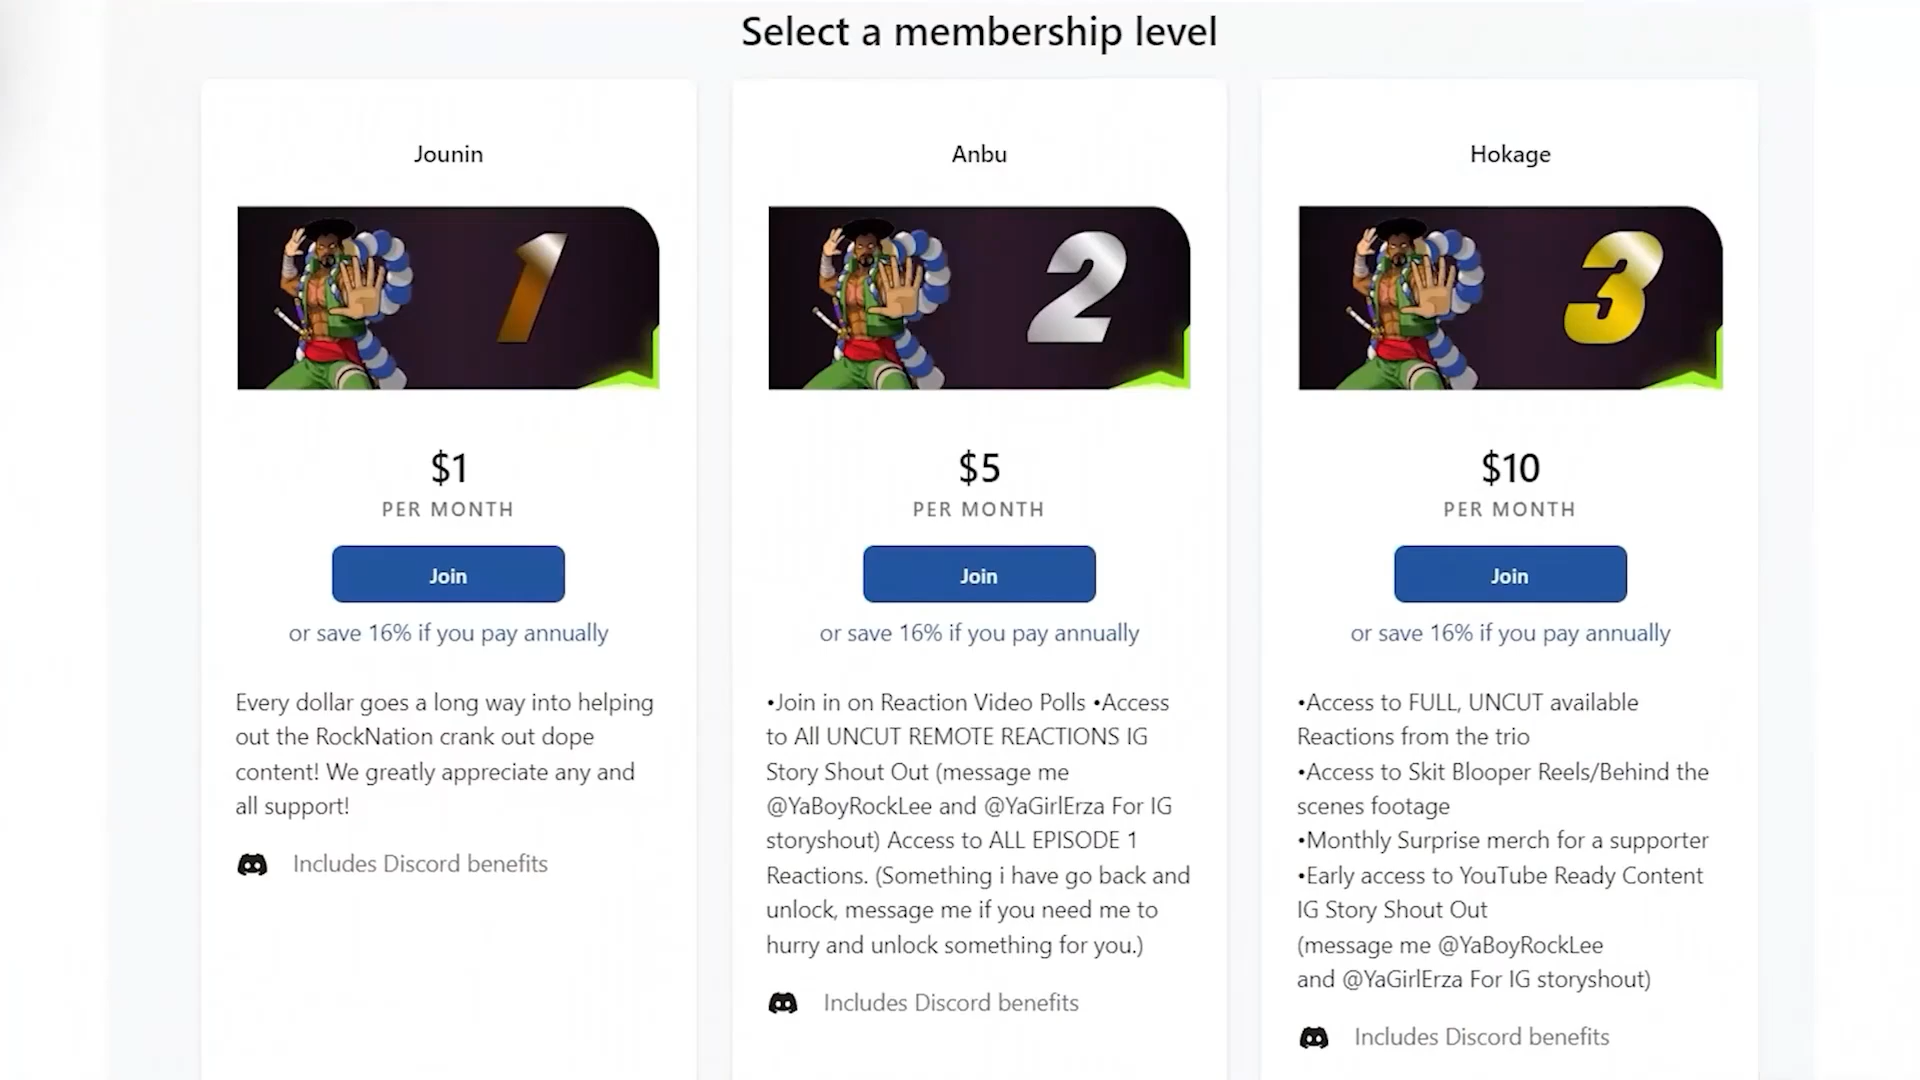 Select a membership level
Jounin
1
$1
PER MONTH
Join
or save 16% if you pay annually
Every dollar goes a long way into helping
out the RockNation crank out dope
content! We greatly appreciate any and
all support!
Includes Discord benefits
Anbu
2
$5
PER MONTH
Join
or save 16% if you pay annually
•Join in on Reaction Video Polls •Access
to All UNCUT REMOTE REACTIONS IG
Story Shout Out (message me
@YaBoyRockLee and @YaGirlErza For IG
storyshout) Access to ALL EPISODE 1
Reactions. (Something i have go back and
unlock, message me if you need me to
hurry and unlock something for you.)
Includes Discord benefits
Hokage
3
$10
PER MONTH
Join
or save 16% if you pay annually
•Access to FULL, UNCUT available
Reactions from the trio
•Access to Skit Blooper Reels/Behind the
scenes footage
•Monthly Surprise merch for a supporter
•Early access to YouTube Ready Content
IG Story Shout Out
(message me @YaBoyRockLee
and @YaGirlErza For IG storyshout)
Includes Discord benefits